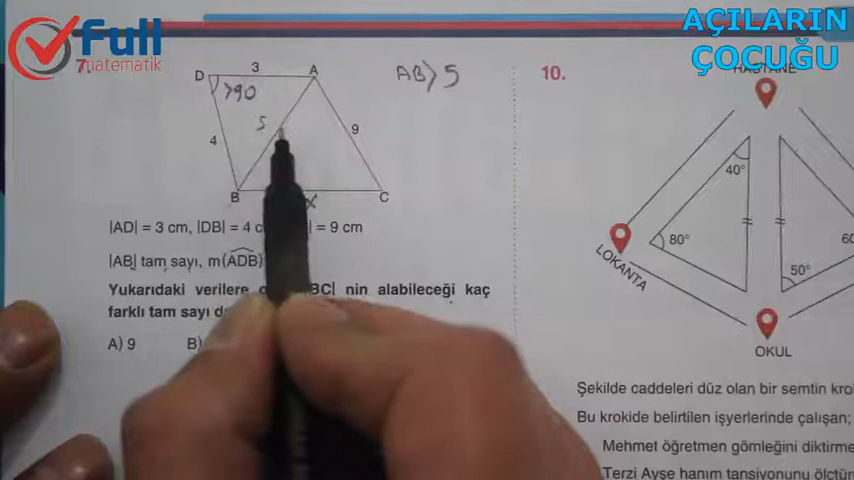 Full
matematik
AÇILARIN
ÇOCUĞU
7.
D 3 A
>90
AB>5
5
4
9
B
x
C
|AD| = 3 cm, |DB| = 4 = 9 cm
|AB| tam sayı, m(ADB)
Yukarıdaki verilere BC| nin alabileceği kaç
farklı tam sayı
A) 9 B)
10.
HASTANE
40°
80°
60
50°
LOKANTA
OKUL
Şekilde caddeleri düz olan bir semtin
Bu krokide belirtilen işyerlerinde çalışan;
Mehmet öğretmen gömleğini
Terzi Ayşe hanım tansiyonunu